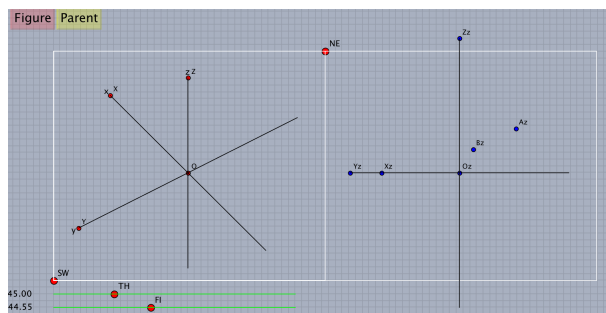 Figure Parent
NE
Zz
z Z
x X
Az
Bz
O
Yz Xz Oz
Y
y
SW
TH
45.00
FI
44.55